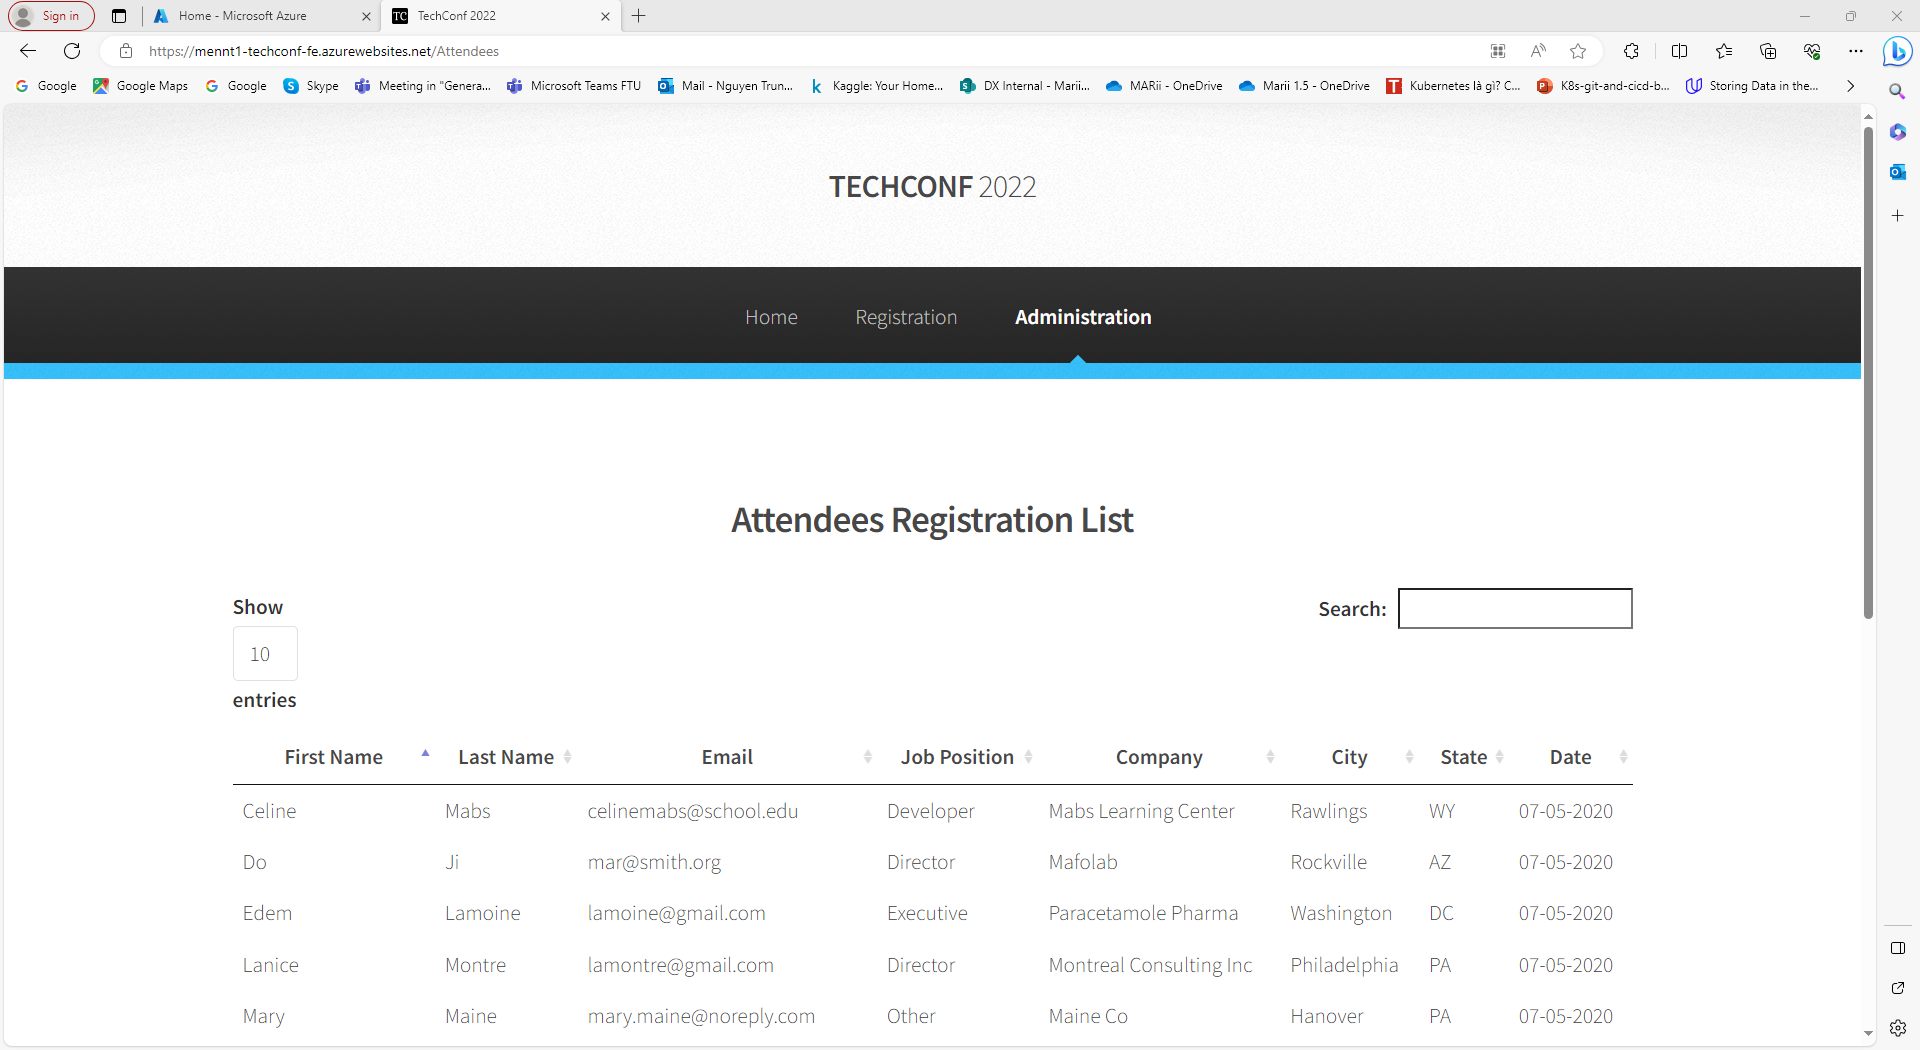 Sign in
Home - Microsoft Azure
TC TechConf 2022
https://mennt1-techconf-fe.azurewebsites.net/Attendees
Google Google Maps Google Skype Meeting in "Genera... Microsoft Teams FTU Mail - Nguyen Trun... Kaggle: Your Home... DX Internal - Marii... MARii - OneDrive Marii 1.5 - OneDrive Kubernetes là gì? C... K8s-git-and-cicd-b... Storing Data in the...
TECHCONF 2022
Home Registration Administration
Attendees Registration List
Show
10
entries
Search:
First Name Last Name Email Job Position Company City State Date
Celine Mabs celinemabs@school.edu Developer Mabs Learning Center Rawlings WY 07-05-2020
Do Ji mar@smith.org Director Mafolab Rockville AZ 07-05-2020
Edem Lamoine lamoine@gmail.com Executive Paracetamole Pharma Washington DC 07-05-2020
Lanice Montre lamontre@gmail.com Director Montreal Consulting Inc Philadelphia PA 07-05-2020
Mary Maine mary.maine@noreply.com Other Maine Co Hanover PA 07-05-2020